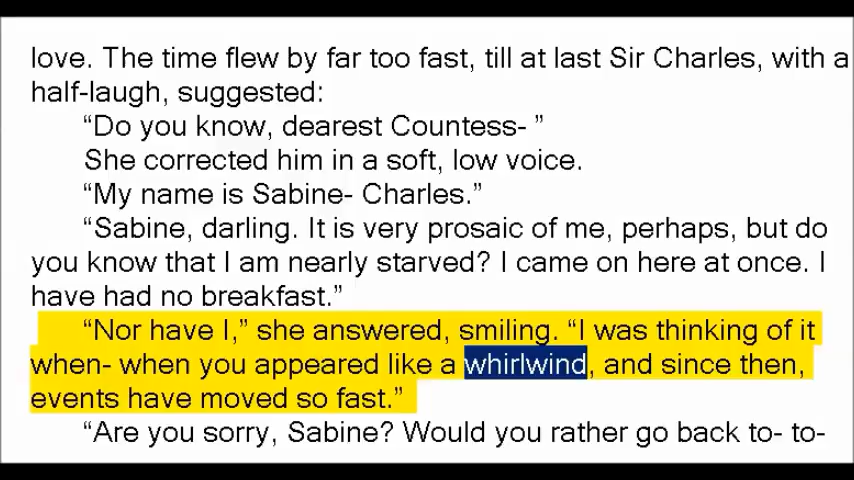 love. The time flew by far too fast, till at last Sir Charles, with a
half-laugh, suggested:
“Do you know, dearest Countess- ”
She corrected him in a soft, low voice.
“My name is Sabine- Charles.”
“Sabine, darling. It is very prosaic of me, perhaps, but do
you know that I am nearly starved? I came on here at once. I
have had no breakfast.”
“Nor have I,” she answered, smiling. “I was thinking of it
when- when you appeared like a whirlwind, and since then,
events have moved so fast.”
“Are you sorry, Sabine? Would you rather go back to- to-